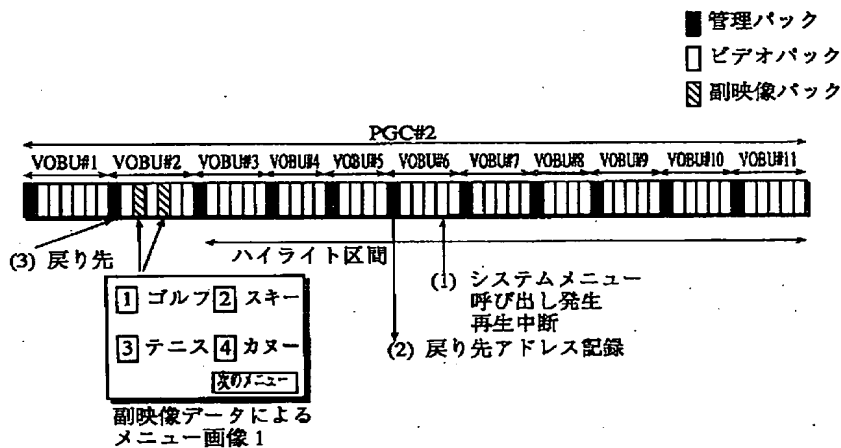 管理パック
ビデオパック
副映像パック
PGC#2
VOBU#1 VOBU#2 VOBU#3 VOBU#4 VOBU#5 VOBU#6 VOBU#7 VOBU#8 VOBU#9 VOBU#10 VOBU#11
(3) 戻り先
ハイライト区間
(1) システムメニュー
呼び出し発生
再生中断
(2) 戻り先アドレス記録
1 ゴルフ 2 スキー
3 テニス 4 カヌー
次のメニュー
副映像データによる
メニュー画像1